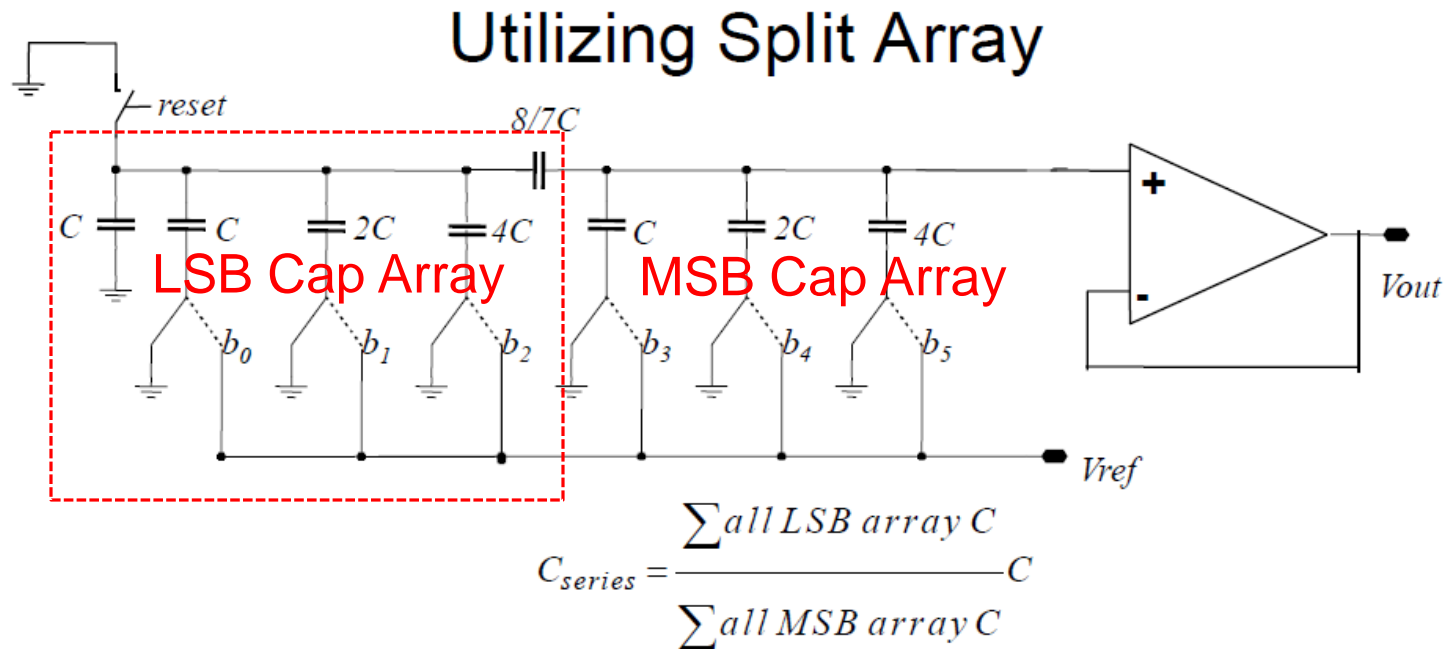 Utilizing Split Array
reset
8/7C
C C 2C 4C C 2C 4C
+
LSB Cap Array MSB Cap Array
-
Vout
b0 b1 b2 b3 b4 b5
Vref
∑all LSB array C
Cseries = C
∑all MSB array C